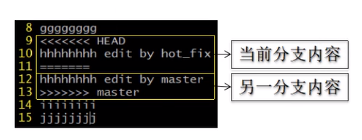 8 gggggggg
9 <<<<<<< HEAD
10 hhhhhhhh edit by hot_fix
11 =======
12 hhhhhhhh edit by master
13 >>>>>>> master
14 iiiiiiii
15 jjjjjjjj
当前分支内容
另一分支内容